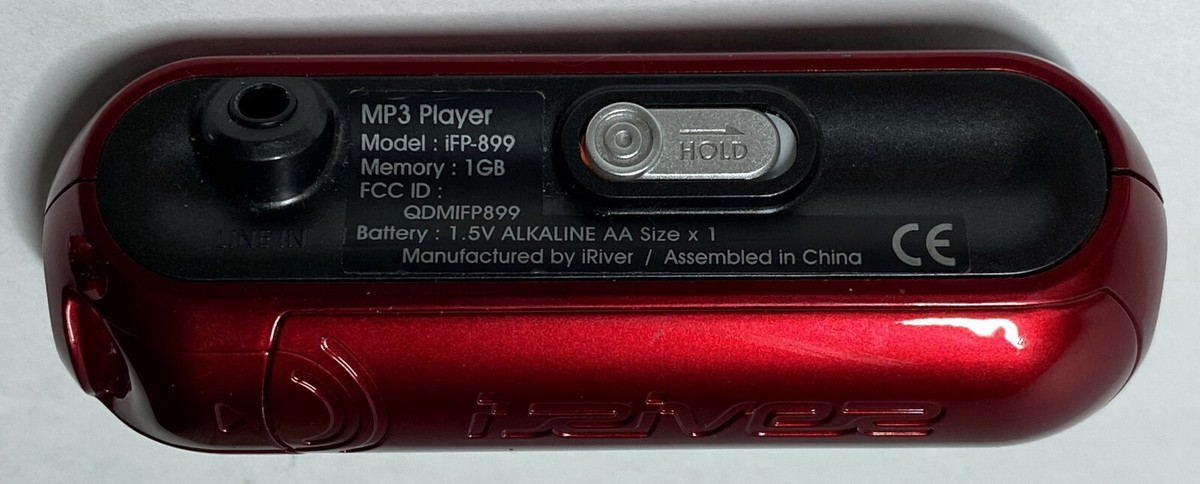 MP3 Player
Model : iFP-899
Memory : 1GB
FCC ID :
QDMIFP899
Battery : 1.5V ALKALINE AA Size x 1
Manufactured by iRiver / Assembled in China
CE
HOLD
LINE IN
iRiver